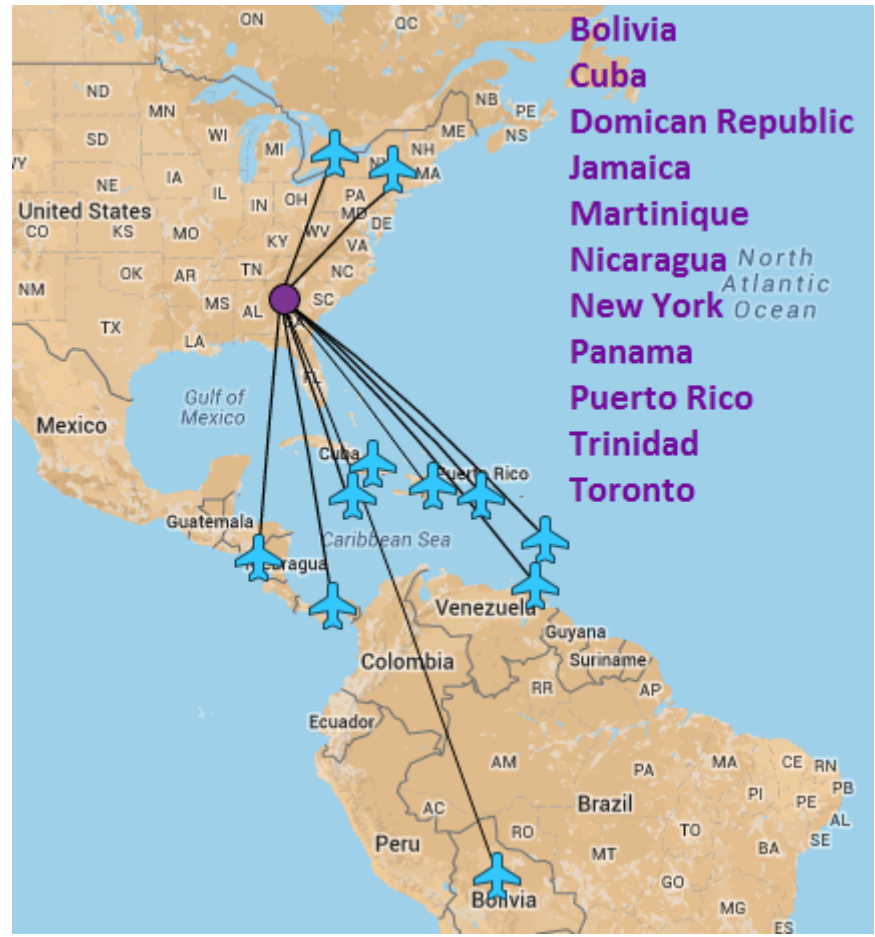 Bolivia
Cuba
Domican Republic
Jamaica
Martinique
Nicaragua
New York
Panama
Puerto Rico
Trinidad
Toronto
ON
QC
ND
MN
NB
PE
ME
NS
SD
WI
MI
NH
WY
MA
NE
IA
IL
IN
OH
PA
MD
DE
United States
CO
KS
MO
KY
WV
VA
OK
AR
TN
NC
NM
MS
AL
SC
TX
LA
FL
North
Atlantic
Ocean
Gulf of
Mexico
Mexico
Cuba
Puerto Rico
Guatemala
Caribbean Sea
Nicaragua
Venezuela
Guyana
Suriname
Colombia
RR
AP
Ecuador
AM
PA
MA
CE
RN
PB
PI
PE
AL
SE
AC
Brazil
TO
RO
BA
Peru
MT
GO
Bolivia
MG
ES